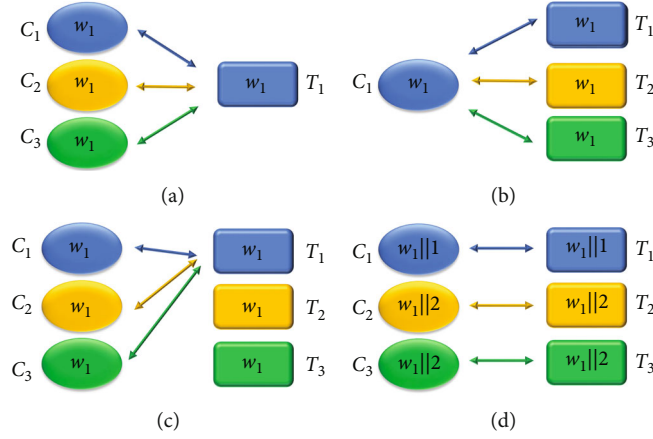 C₁ w₁
C₂ w₁ w₁ T₁
C₃ w₁
(a)
w₁ T₁
C₁ w₁ w₁ T₂
w₁ T₃
(b)
C₁ w₁ w₁ T₁
C₂ w₁ w₁ T₂
C₃ w₁ w₁ T₃
(c)
C₁ w₁||1 w₁||1 T₁
C₂ w₁||2 w₁||2 T₂
C₃ w₁||2 w₁||2 T₃
(d)